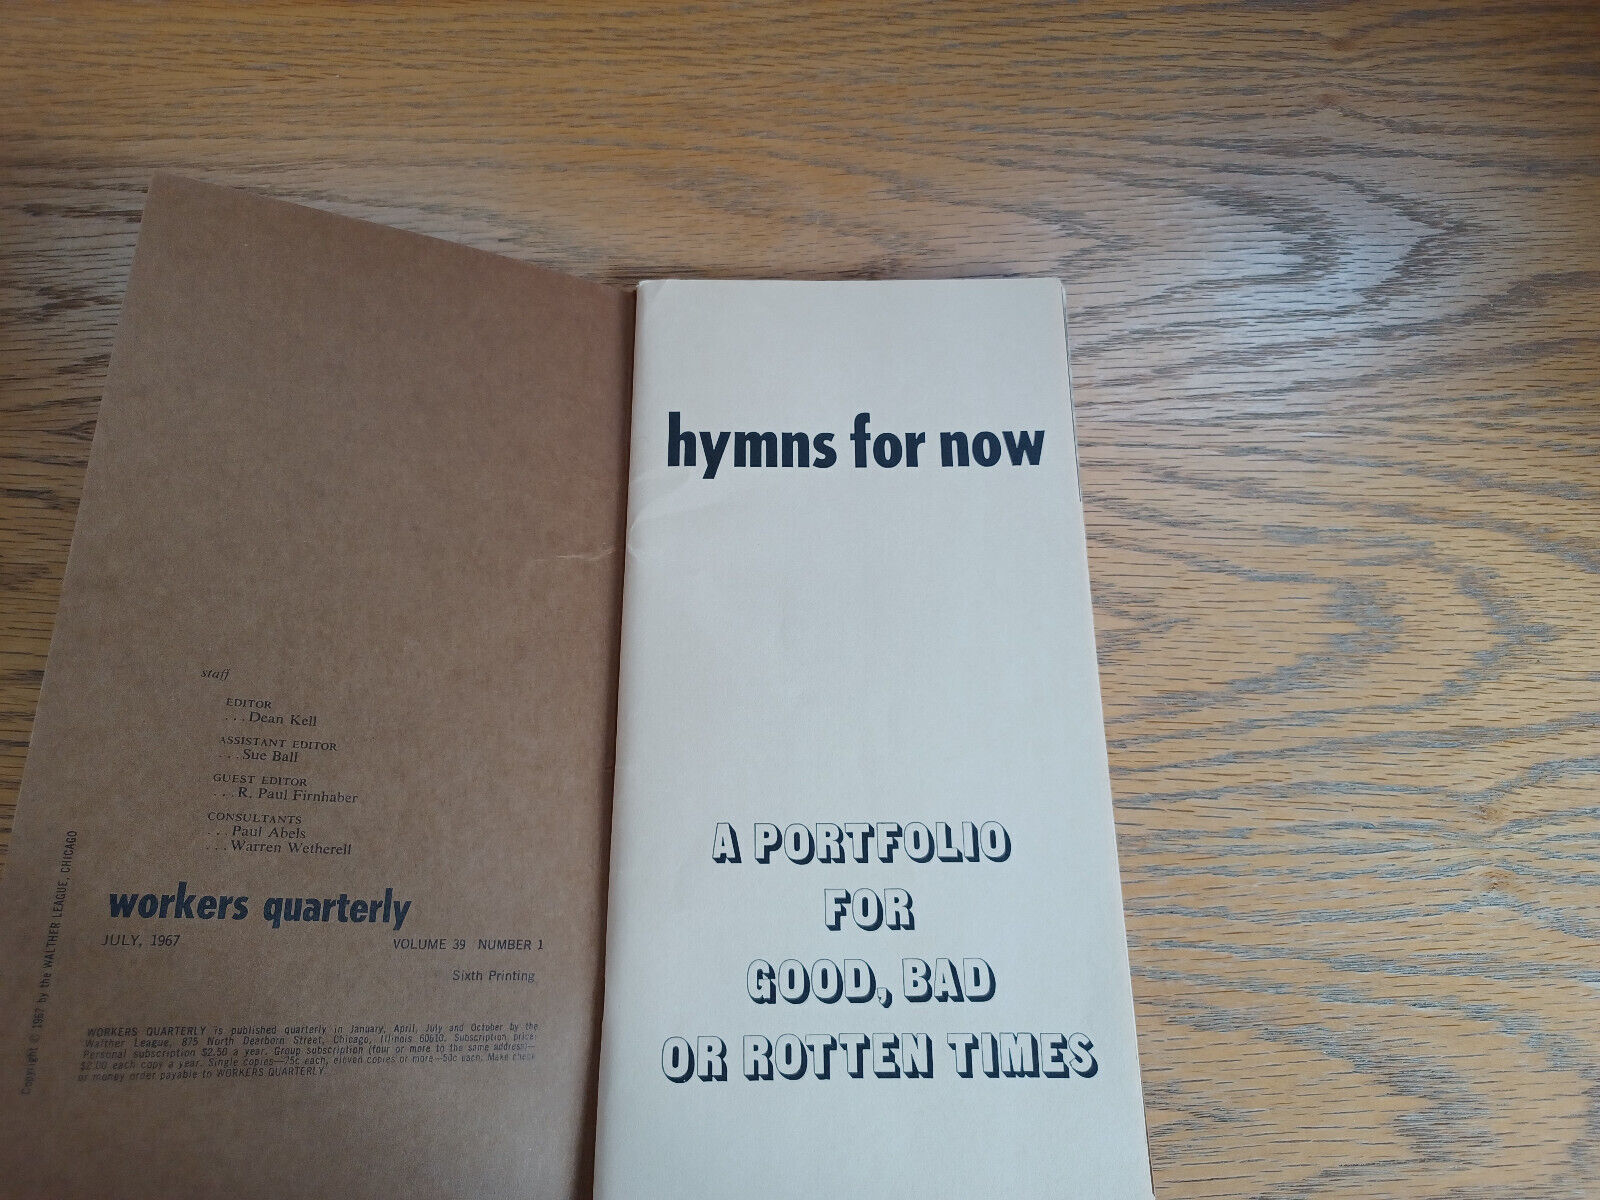 staff
EDITOR
. . . Dean Kell
ASSISTANT EDITOR
. . . Sue Ball
GUEST EDITOR
. . . R. Paul Firnhaber
CONSULTANTS
. . . Paul Abels
. . . Warren Wetherell
workers quarterly
JULY, 1967
VOLUME 39 NUMBER 1
Sixth Printing
WORKERS QUARTERLY is published quarterly in January, April, July and October by the
Walther League, 875 North Dearborn Street, Chicago, Illinois 60610. Subscription price:
Personal subscription $2.50 a year. Group subscription (four or more to the same address)—
$2.00 each copy a year. Single copies—75c each, eleven copies or more—50c each. Make check
or money order payable to WORKERS QUARTERLY.
Copyright © 1967 by the WALTHER LEAGUE, CHICAGO
hymns for now
A PORTFOLIO
FOR
GOOD, BAD
OR ROTTEN TIMES